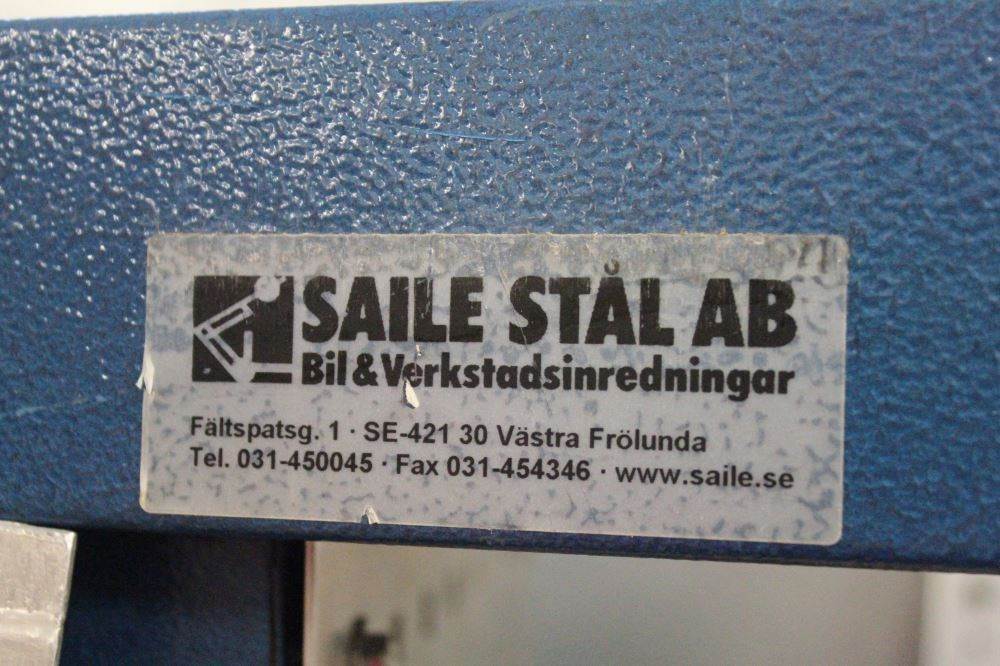 SAILE STÅL AB
Bil & Verkstadsinredningar
Fältspatsg. 1 · SE-421 30 Västra Frölunda
Tel. 031-450045 · Fax 031-454346 · www.saile.se